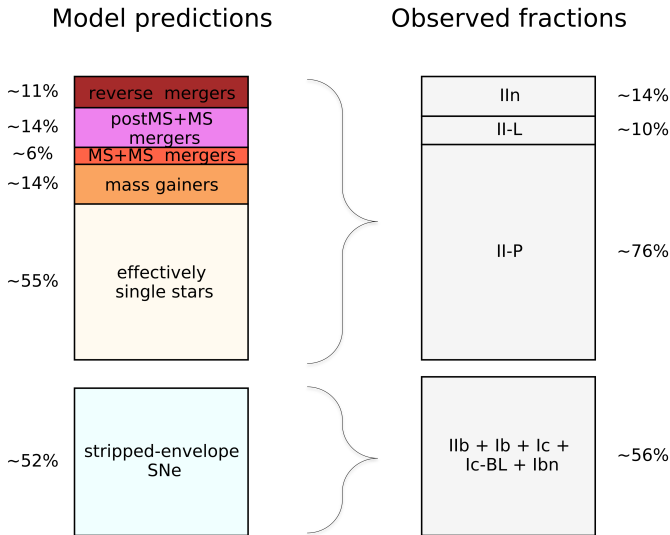 Model predictions
Observed fractions
~11%
reverse mergers
~14%
postMS+MS
mergers
~6%
MS+MS mergers
~14%
mass gainers
~55%
effectively
single stars
~52%
stripped-envelope
SNe
IIn
~14%
II-L
~10%
II-P
~76%
IIb + Ib + Ic +
Ic-BL + Ibn
~56%